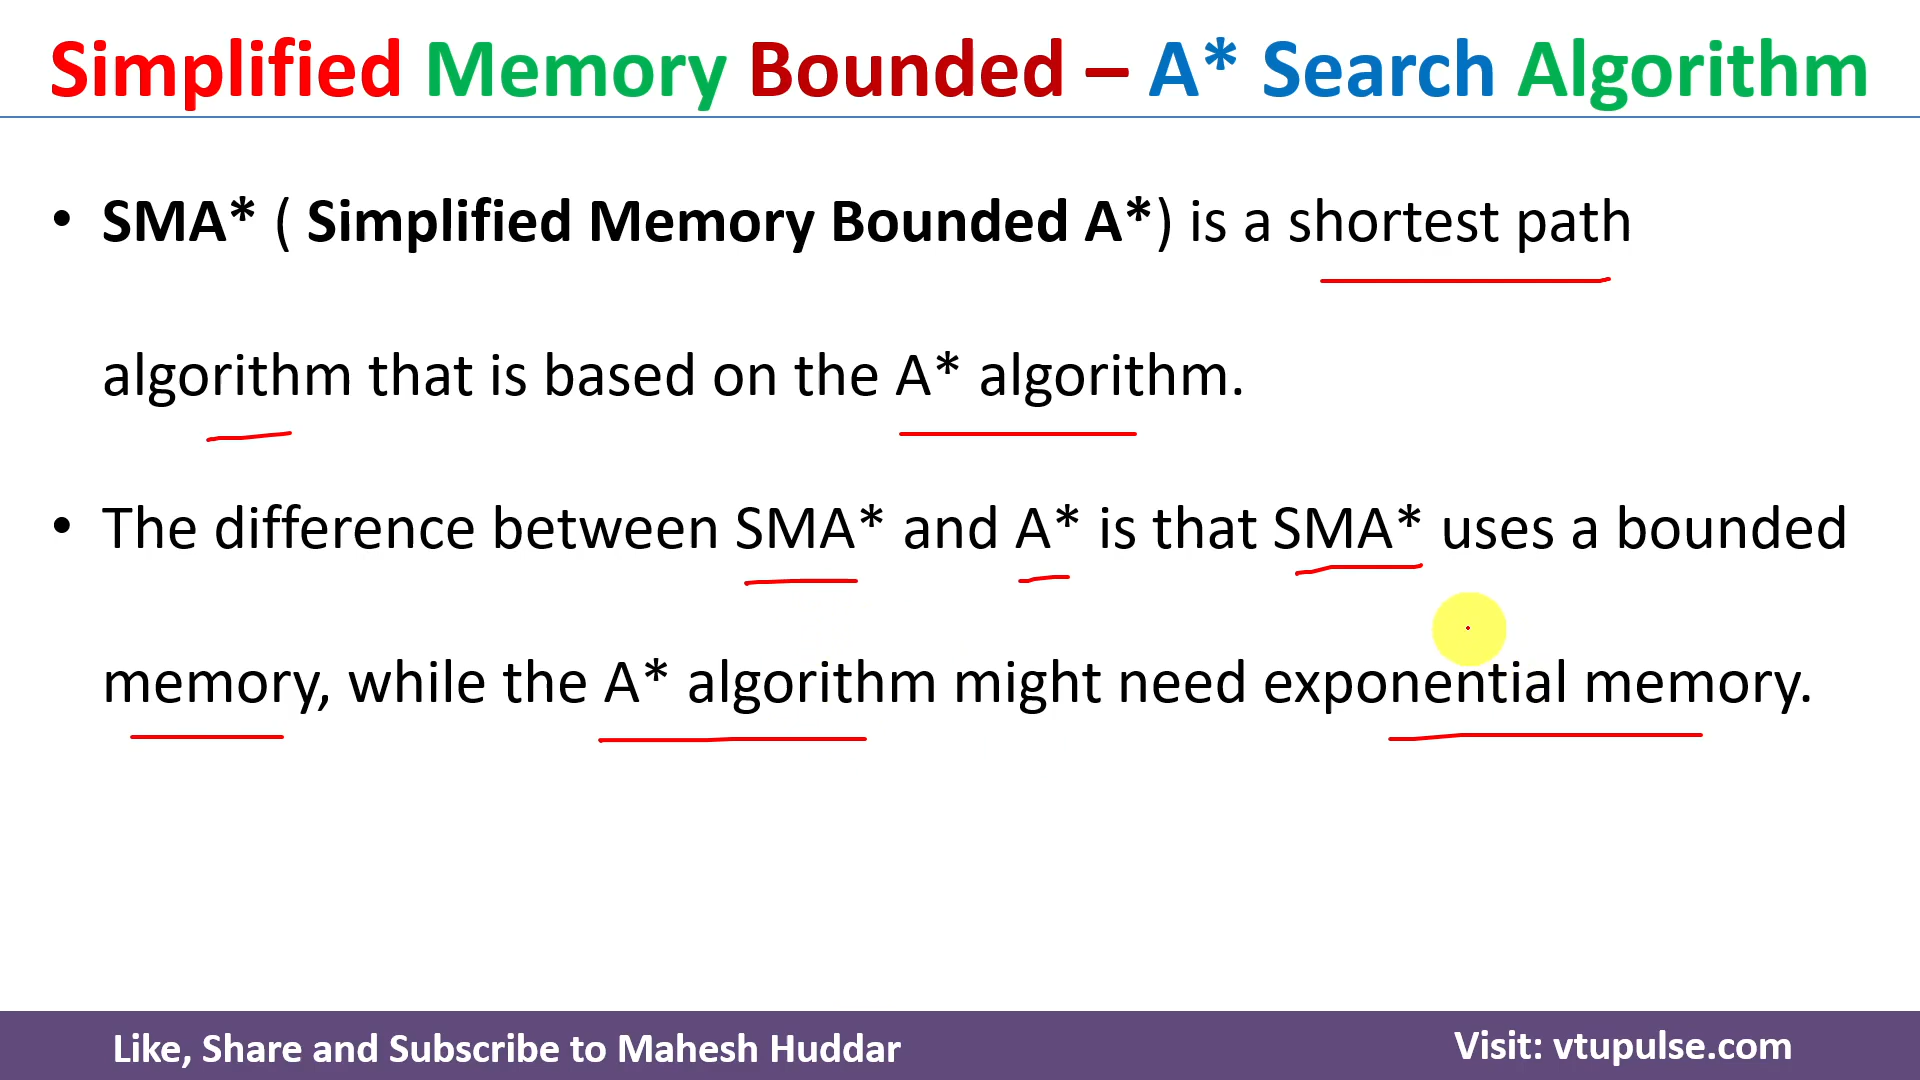 Simplified Memory Bounded – A* Search Algorithm
• SMA* ( Simplified Memory Bounded A*) is a shortest path
algorithm that is based on the A* algorithm.
• The difference between SMA* and A* is that SMA* uses a bounded
memory, while the A* algorithm might need exponential memory.
Like, Share and Subscribe to Mahesh Huddar
Visit: vtupulse.com